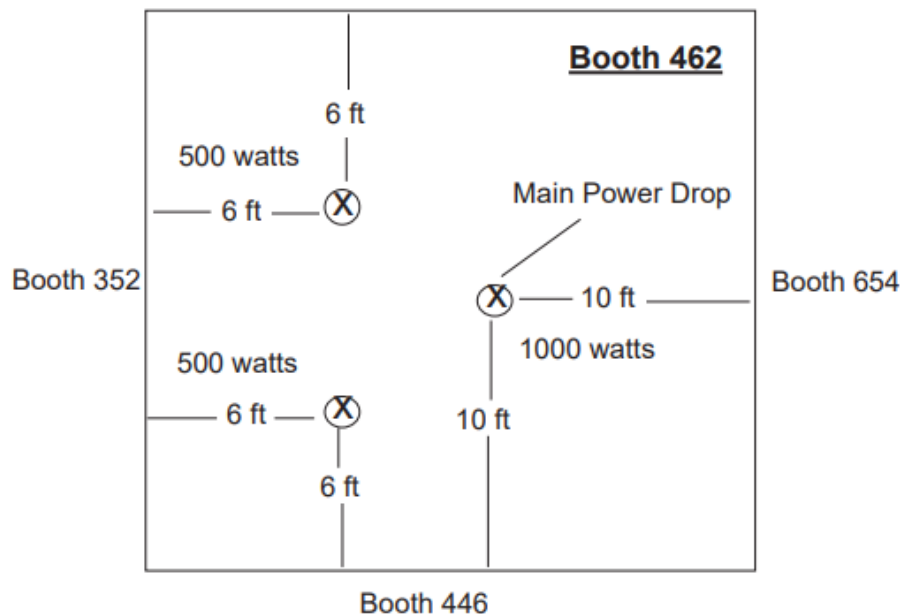 Booth 462
6 ft
500 watts
Main Power Drop
X
6 ft
Booth 352
X
10 ft
Booth 654
1000 watts
500 watts
X
6 ft
10 ft
6 ft
Booth 446